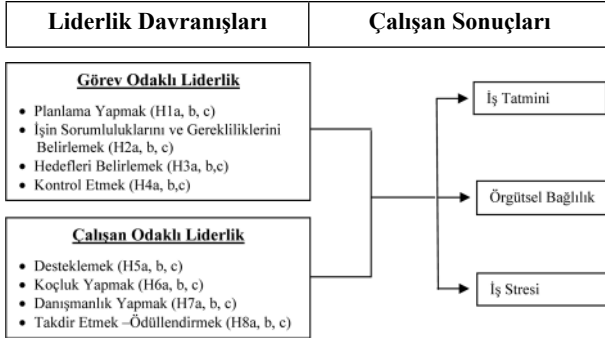 Liderlik Davranışları
Çalışan Sonuçları
Görev Odaklı Liderlik
• Planlama Yapmak (H1a, b, c)
• İşin Sorumluluklarını ve Gerekliliklerini
Belirlemek (H2a, b, c)
• Hedefleri Belirlemek (H3a, b,c)
• Kontrol Etmek (H4a, b,c)
Çalışan Odaklı Liderlik
• Desteklemek (H5a, b, c)
• Koçluk Yapmak (H6a, b, c)
• Danışmanlık Yapmak (H7a, b, c)
• Takdir Etmek –Ödüllendirmek (H8a, b, c)
İş Tatmini
Örgütsel Bağlılık
İş Stresi